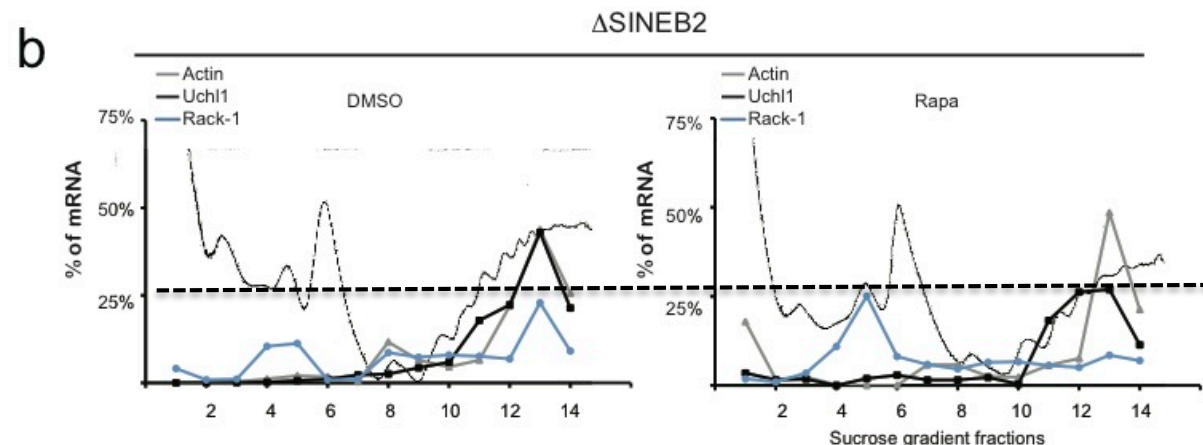 b
ΔSINEB2
Actin
Uchl1
Rack-1
DMSO
75%
50%
25%
% of mRNA
2 4 6 8 10 12 14
Actin
Uchl1
Rack-1
Rapa
75%
50%
25%
% of mRNA
2 4 6 8 10 12 14
Sucrose gradient fractions